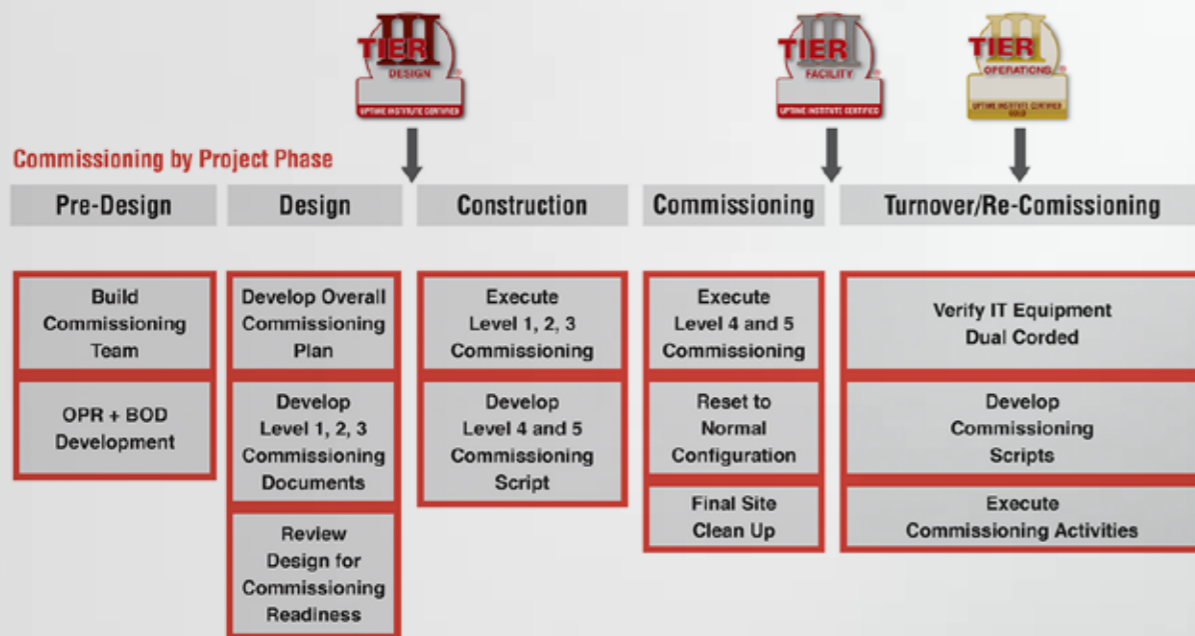 III
TIER
DESIGN
®
UPTIME INSTITUTE CERTIFIED
III
TIER
FACILITY
®
UPTIME INSTITUTE CERTIFIED
III
TIER
OPERATIONS
®
UPTIME INSTITUTE CERTIFIED
GOLD
Commissioning by Project Phase
Pre-Design
Design
Construction
Commissioning
Turnover/Re-Comissioning
Build
Commissioning
Team
OPR + BOD
Development
Develop Overall
Commissioning
Plan
Develop
Level 1, 2, 3
Commissioning
Documents
Review
Design for
Commissioning
Readiness
Execute
Level 1, 2, 3
Commissioning
Develop
Level 4 and 5
Commissioning
Script
Execute
Level 4 and 5
Commissioning
Reset to
Normal
Configuration
Final Site
Clean Up
Verify IT Equipment
Dual Corded
Develop
Commissioning
Scripts
Execute
Commissioning Activities